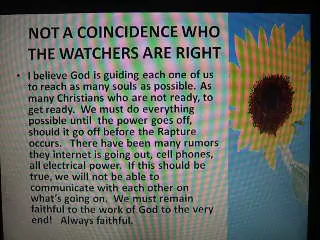 NOT A COINCIDENCE WHO
THE WATCHERS ARE RIGHT
• I believe God is guiding each one of us
to reach as many souls as possible. As
many Christians who are not ready, to
get ready. We must do everything
possible until the power goes off,
should it go off before the Rapture
occurs. There have been many rumors
they internet is going out, cell phones,
all electrical power. If this should be
true, we will not be able to
communicate with each other on
what's going on. We must remain
faithful to the work of God to the very
end! Always faithful.